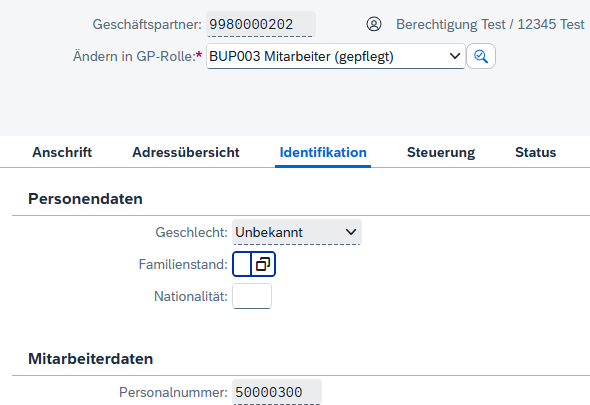 Geschäftspartner: 9980000202 Berechtigung Test / 12345 Test
Ändern in GP-Rolle:* BUP003 Mitarbeiter (gepflegt)
Anschrift Adressübersicht Identifikation Steuerung Status
Personendaten
Geschlecht: Unbekannt
Familienstand:
Nationalität:
Mitarbeiterdaten
Personalnummer: 50000300